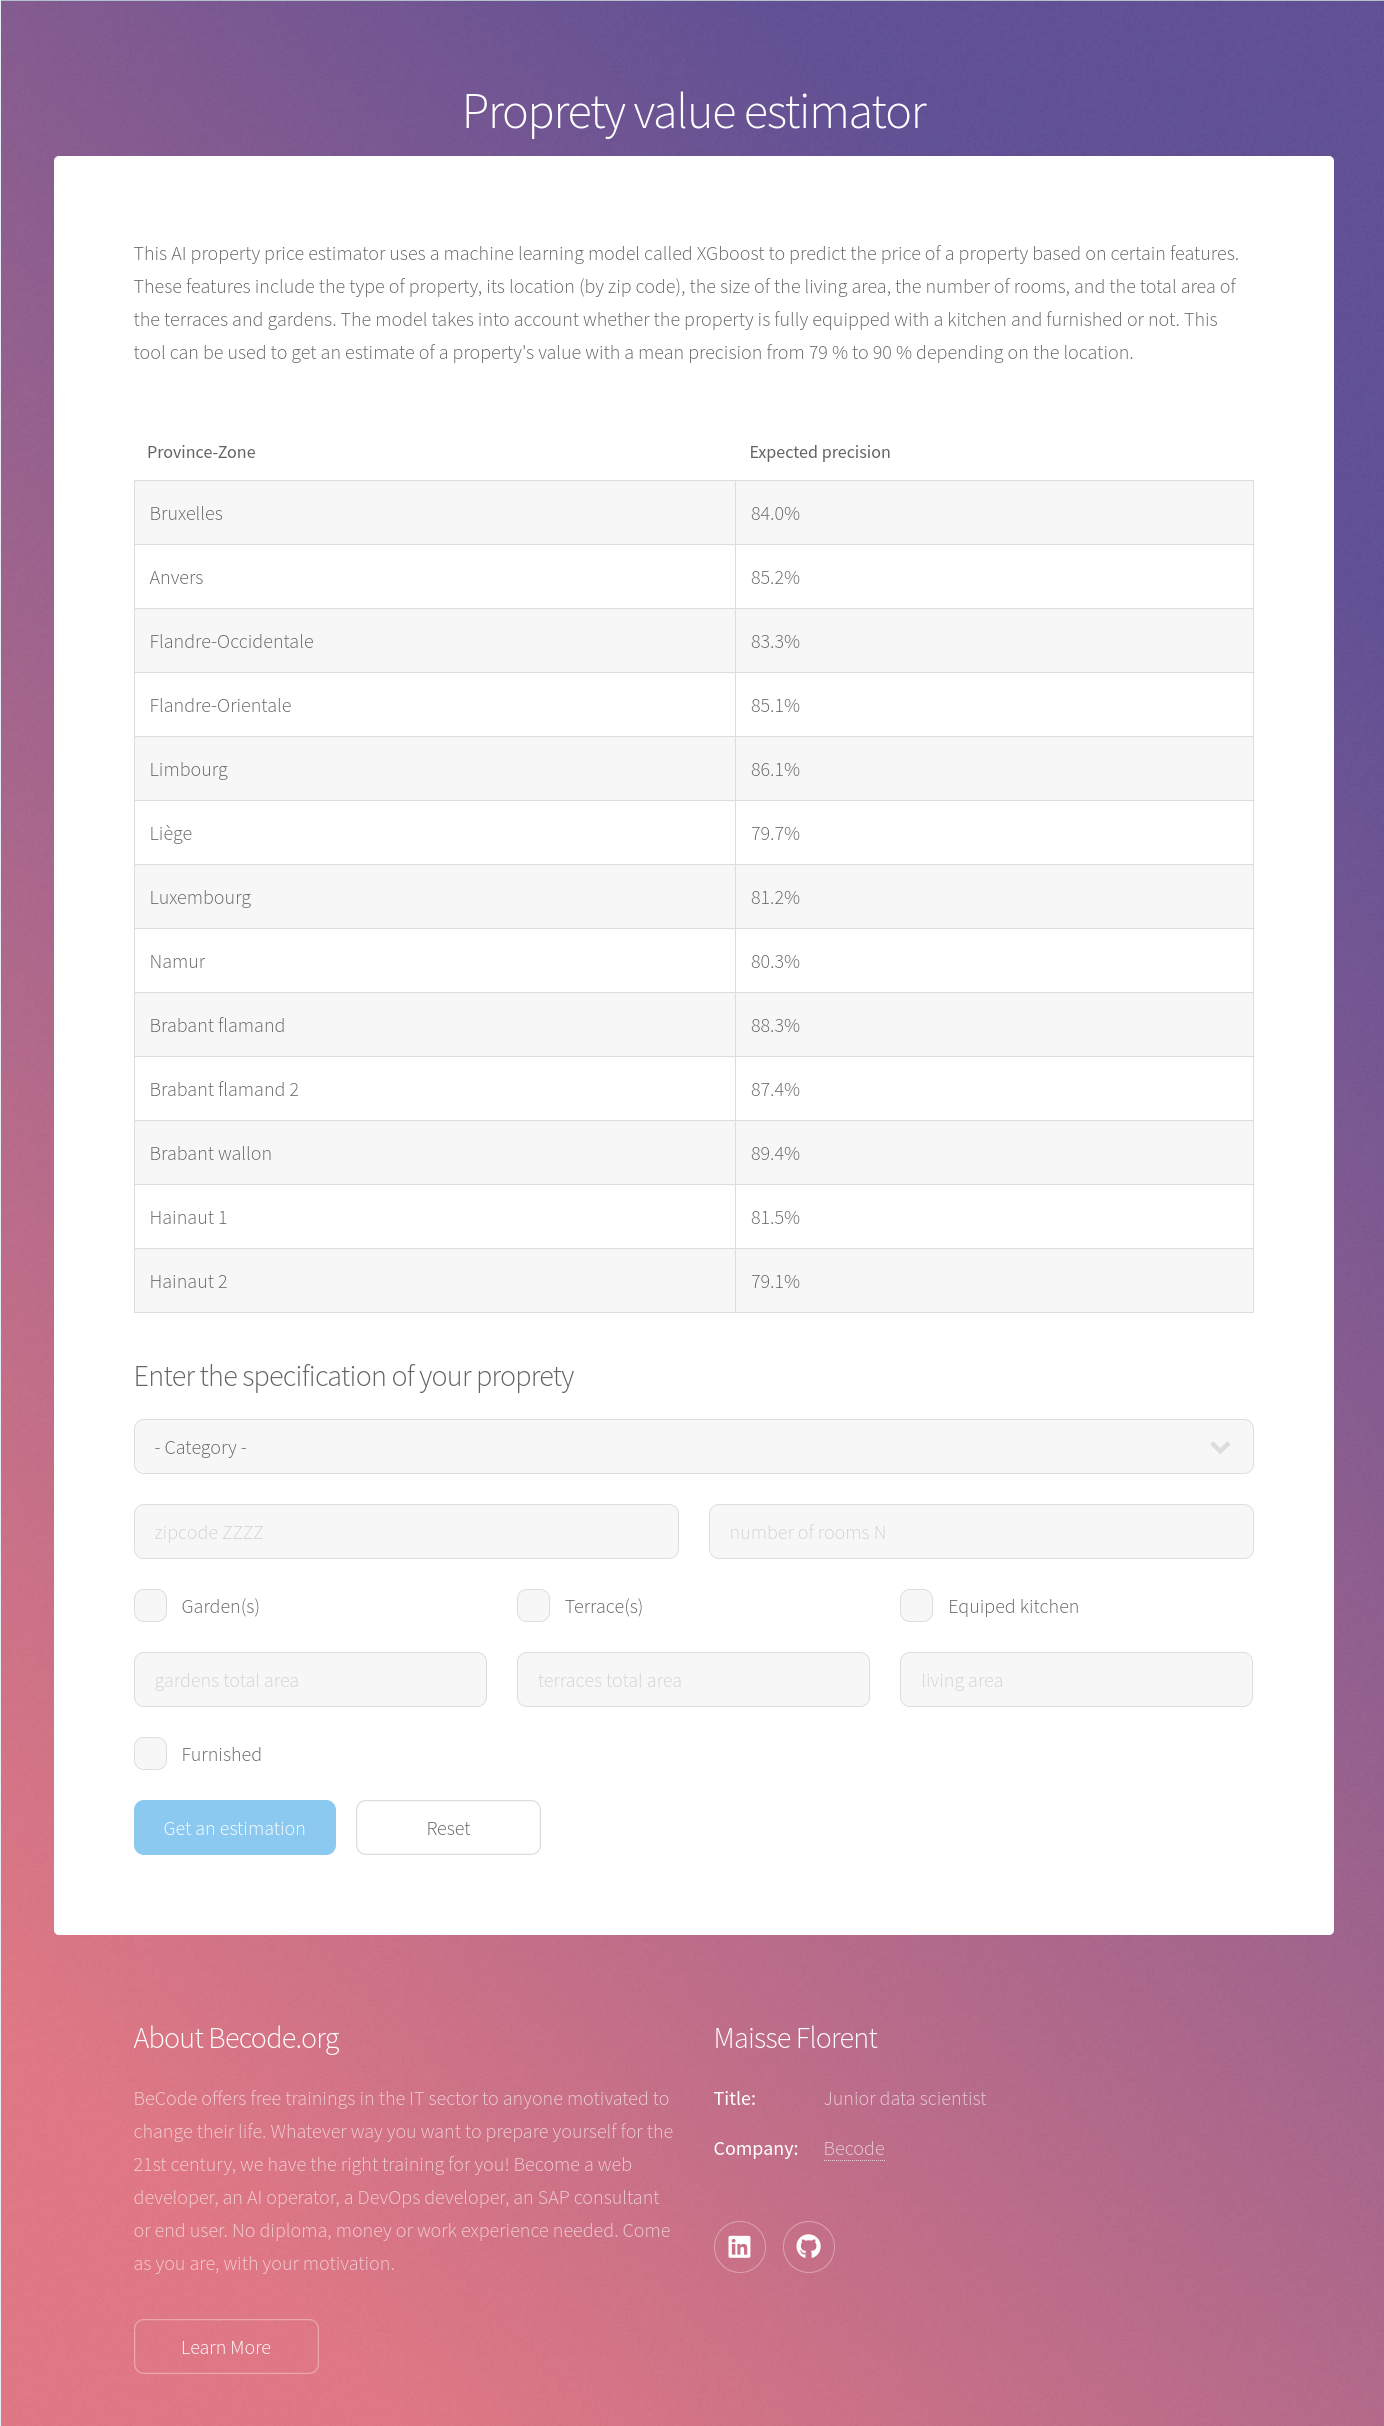 Proprety value estimator
This AI property price estimator uses a machine learning model called XGboost to predict the price of a property based on certain features.
These features include the type of property, its location (by zip code), the size of the living area, the number of rooms, and the total area of
the terraces and gardens. The model takes into account whether the property is fully equipped with a kitchen and furnished or not. This
tool can be used to get an estimate of a property's value with a mean precision from 79 % to 90 % depending on the location.
Province-Zone Expected precision
Bruxelles 84.0%
Anvers 85.2%
Flandre-Occidentale 83.3%
Flandre-Orientale 85.1%
Limbourg 86.1%
Liège 79.7%
Luxembourg 81.2%
Namur 80.3%
Brabant flamand 88.3%
Brabant flamand 2 87.4%
Brabant wallon 89.4%
Hainaut 1 81.5%
Hainaut 2 79.1%
Enter the specification of your proprety
- Category -
zipcode ZZZZ number of rooms N
Garden(s) Terrace(s) Equiped kitchen
gardens total area terraces total area living area
Furnished
Get an estimation Reset
About Becode.org
BeCode offers free trainings in the IT sector to anyone motivated to
change their life. Whatever way you want to prepare yourself for the
21st century, we have the right training for you! Become a web
developer, an AI operator, a DevOps developer, an SAP consultant
or end user. No diploma, money or work experience needed. Come
as you are, with your motivation.
Learn More
Maisse Florent
Title: Junior data scientist
Company: Becode
in